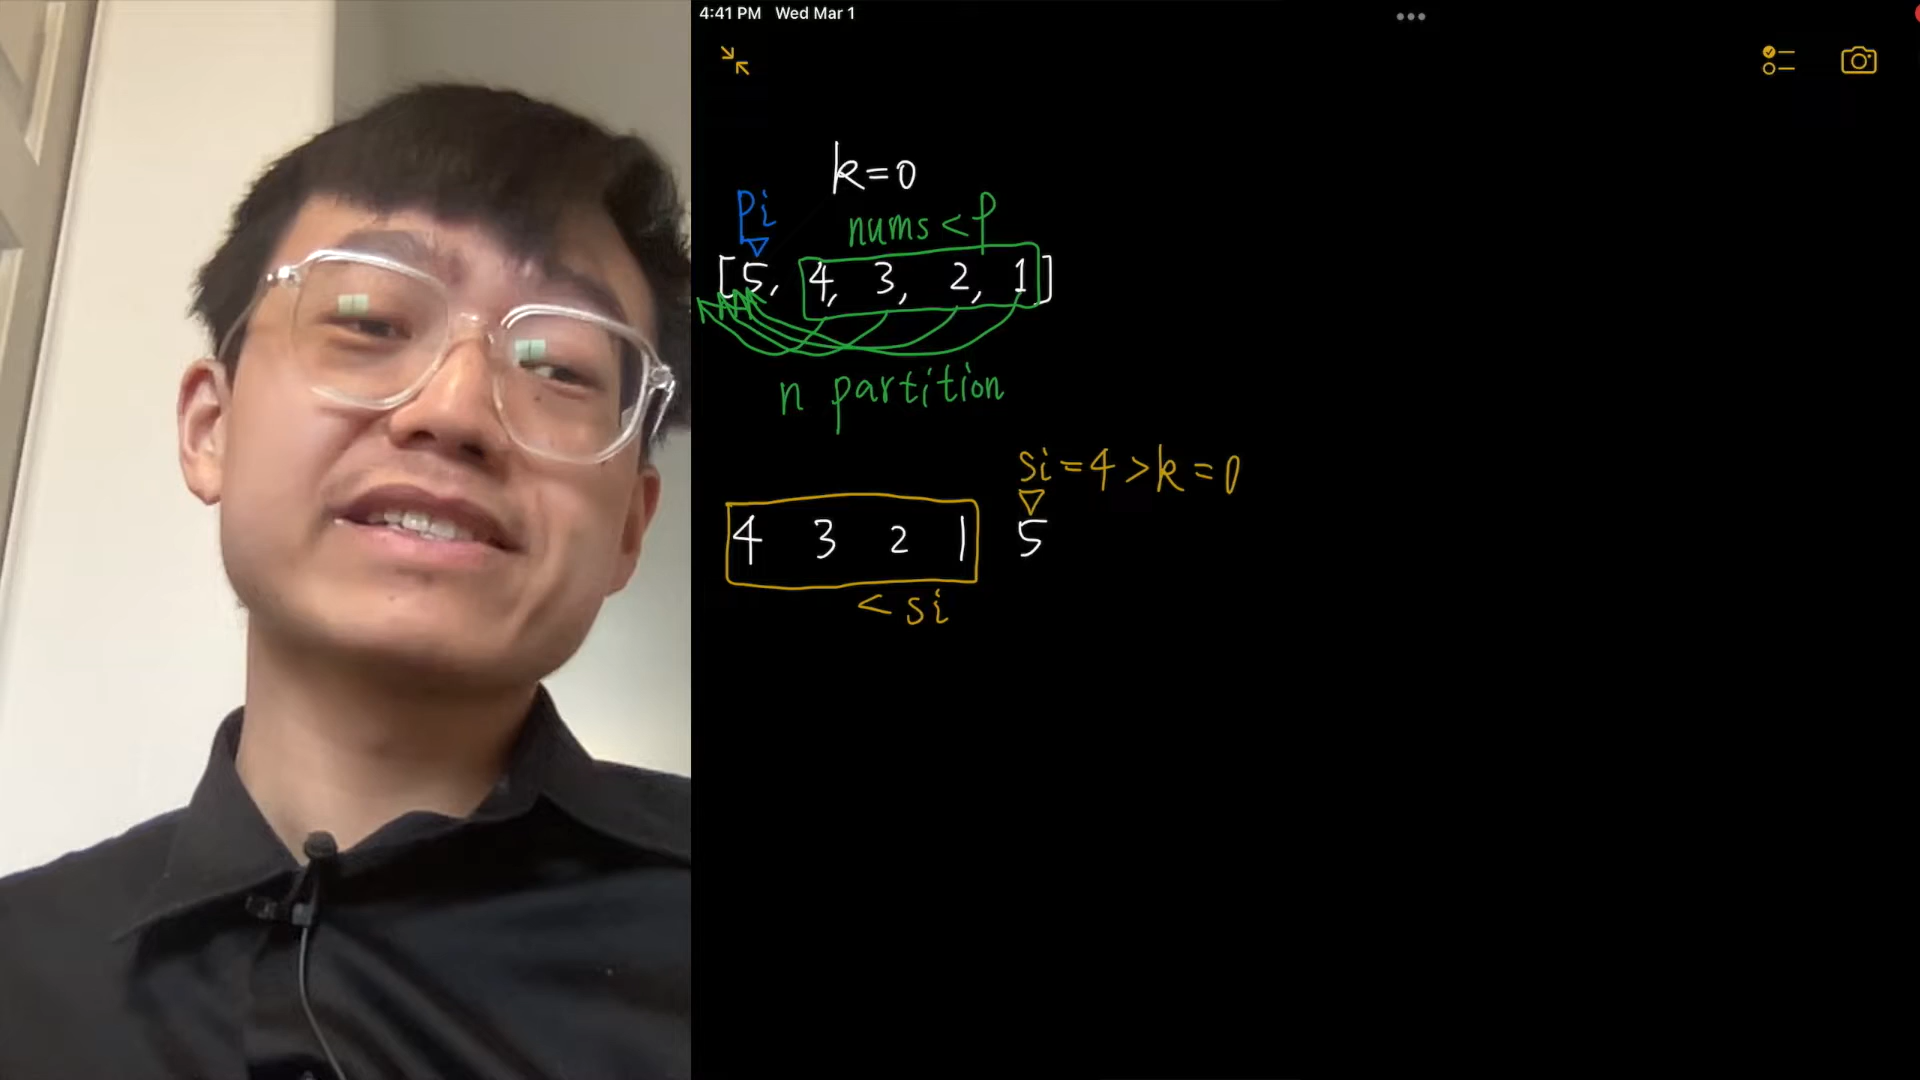 4:41 PM Wed Mar 1
k=0
Pi
nums < P
[5, 4, 3, 2, 1]
n partition
si=4 >k=0
4 3 2 1 5
< si